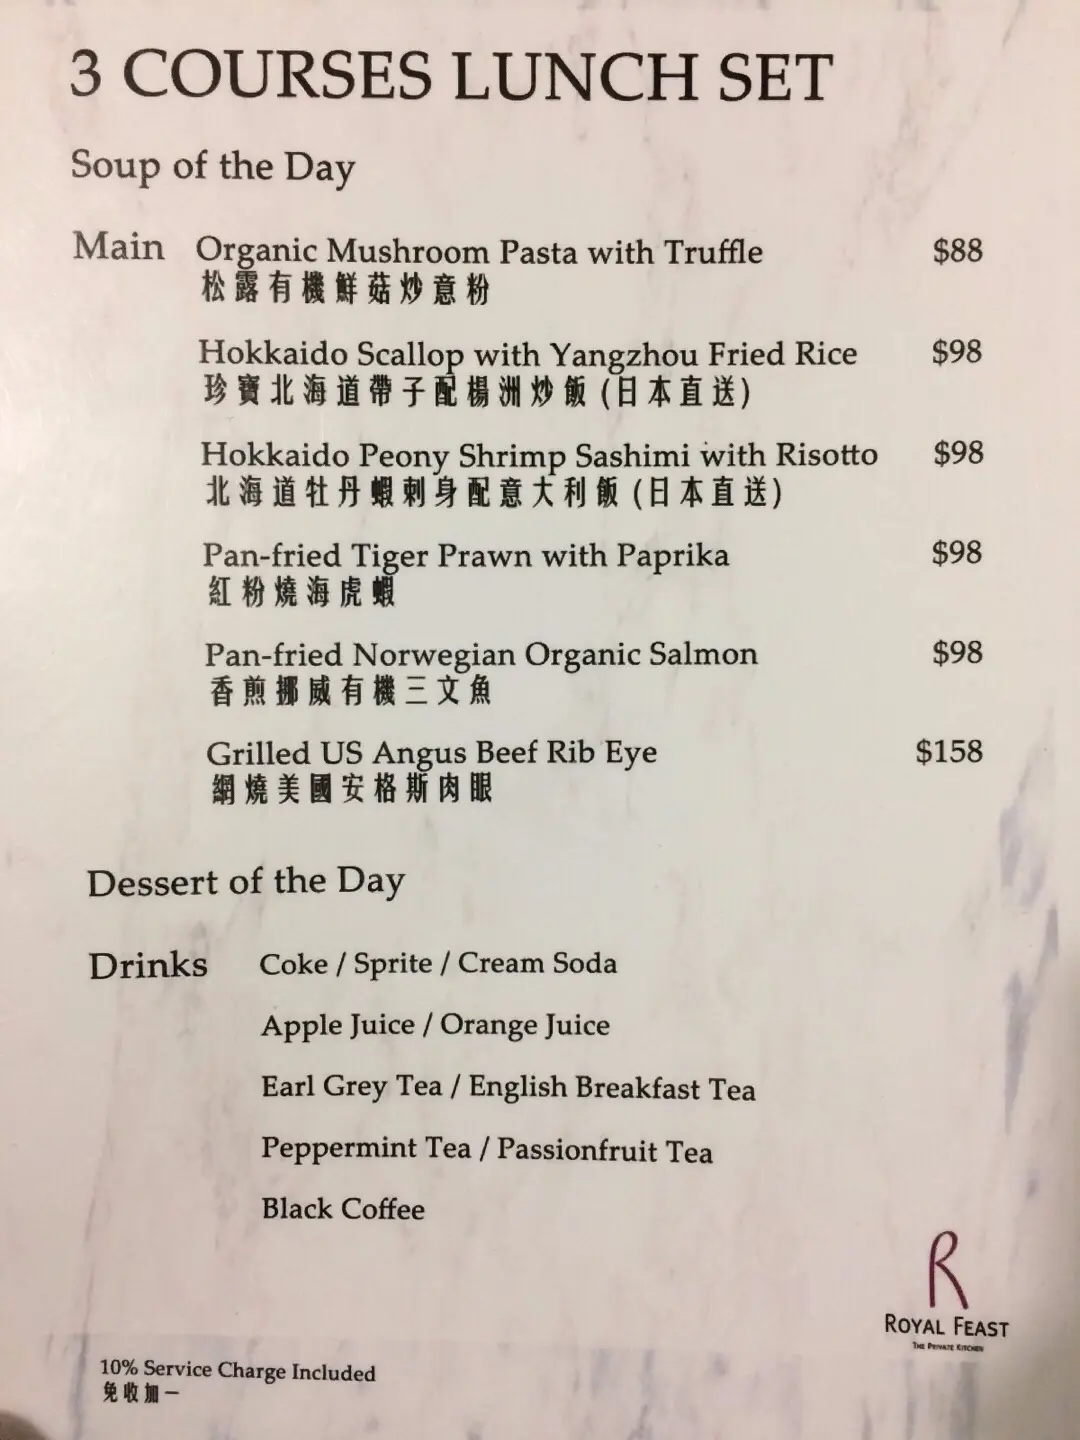 3 COURSES LUNCH SET
Soup of the Day
Main Organic Mushroom Pasta with Truffle $88
松露有機鮮菇炒意粉
Hokkaido Scallop with Yangzhou Fried Rice $98
珍寶北海道帶子配楊洲炒飯(日本直送)
Hokkaido Peony Shrimp Sashimi with Risotto $98
北海道牡丹蝦刺身配意大利飯(日本直送)
Pan-fried Tiger Prawn with Paprika $98
紅粉燒海虎蝦
Pan-fried Norwegian Organic Salmon $98
香煎挪威有機三文魚
Grilled US Angus Beef Rib Eye $158
網燒美國安格斯肉眼
Dessert of the Day
Drinks Coke / Sprite / Cream Soda
Apple Juice / Orange Juice
Earl Grey Tea / English Breakfast Tea
Peppermint Tea / Passionfruit Tea
Black Coffee
R
ROYAL FEAST
THE PRIVATE KITCHEN
10% Service Charge Included
免收加一